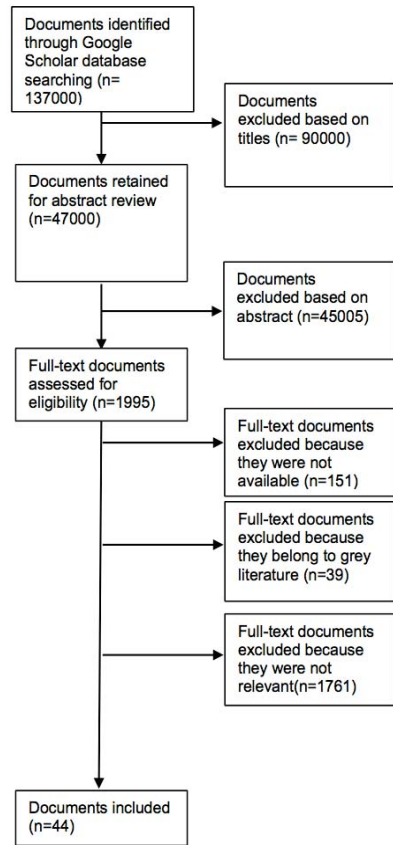 Documents identified
through Google
Scholar database
searching (n=
137000)
Documents
excluded based on
titles (n= 90000)
Documents retained
for abstract review
(n=47000)
Documents
excluded based on
abstract (n=45005)
Full-text documents
assessed for
eligibility (n=1995)
Full-text documents
excluded because
they were not
available (n=151)
Full-text documents
excluded because
they belong to grey
literature (n=39)
Full-text documents
excluded because
they were not
relevant(n=1761)
Documents included
(n=44)